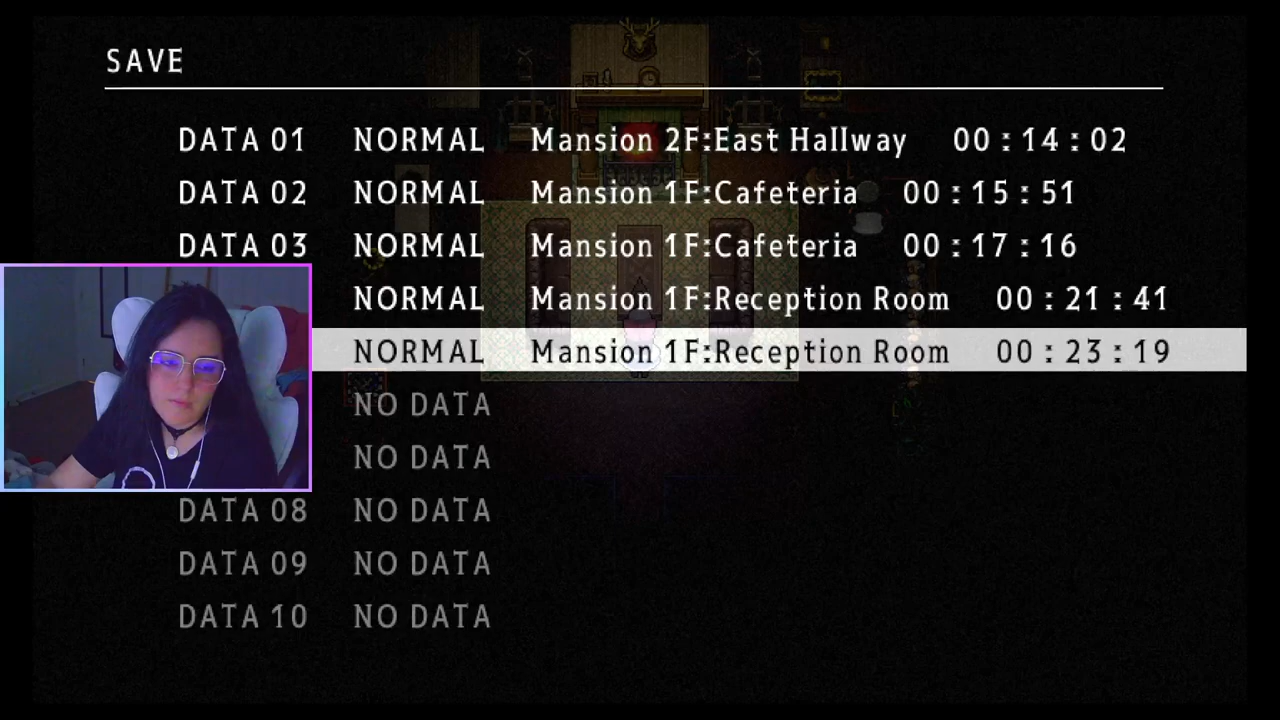 SAVE
DATA 01 NORMAL Mansion 2F:East Hallway 00:14:02
DATA 02 NORMAL Mansion 1F:Cafeteria 00:15:51
DATA 03 NORMAL Mansion 1F:Cafeteria 00:17:16
NORMAL Mansion 1F:Reception Room 00:21:41
NORMAL Mansion 1F:Reception Room 00:23:19
NO DATA
NO DATA
DATA 08 NO DATA
DATA 09 NO DATA
DATA 10 NO DATA